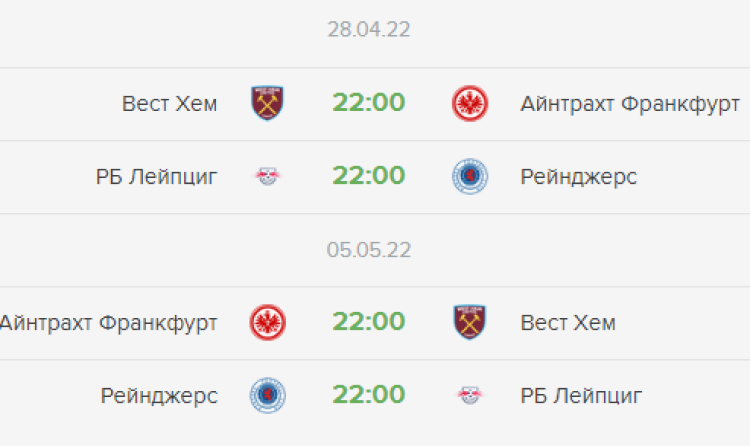 28.04.22
Вест Хем 22:00 Айнтрахт Франкфурт
РБ Лейпциг 22:00 Рейнджерс
05.05.22
Айнтрахт Франкфурт 22:00 Вест Хем
Рейнджерс 22:00 РБ Лейпциг